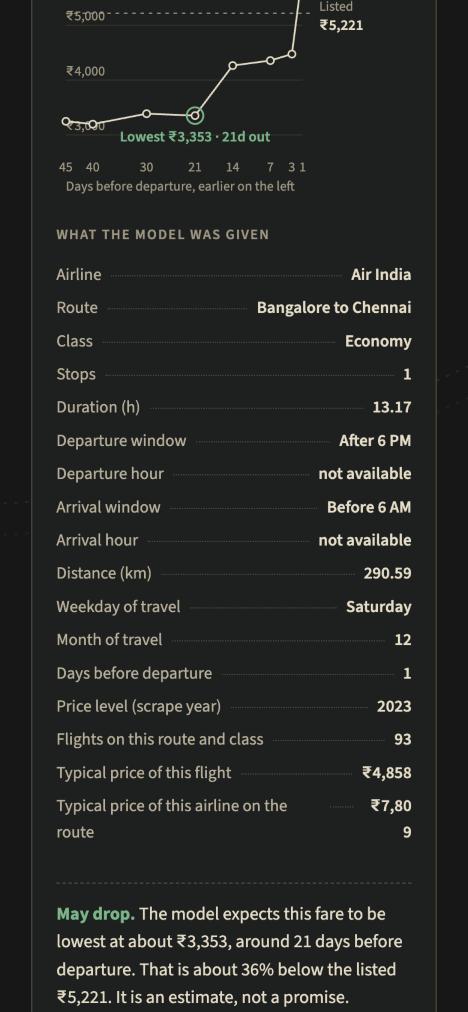 ₹5,000
Listed
₹5,221
₹4,000
₹3,000
Lowest ₹3,353 · 21d out
45 40 30 21 14 7 3 1
Days before departure, earlier on the left
WHAT THE MODEL WAS GIVEN
Airline Air India
Route Bangalore to Chennai
Class Economy
Stops 1
Duration (h) 13.17
Departure window After 6 PM
Departure hour not available
Arrival window Before 6 AM
Arrival hour not available
Distance (km) 290.59
Weekday of travel Saturday
Month of travel 12
Days before departure 1
Price level (scrape year) 2023
Flights on this route and class 93
Typical price of this flight ₹4,858
Typical price of this airline on the ₹7,80
route 9
May drop. The model expects this fare to be
lowest at about ₹3,353, around 21 days before
departure. That is about 36% below the listed
₹5,221. It is an estimate, not a promise.